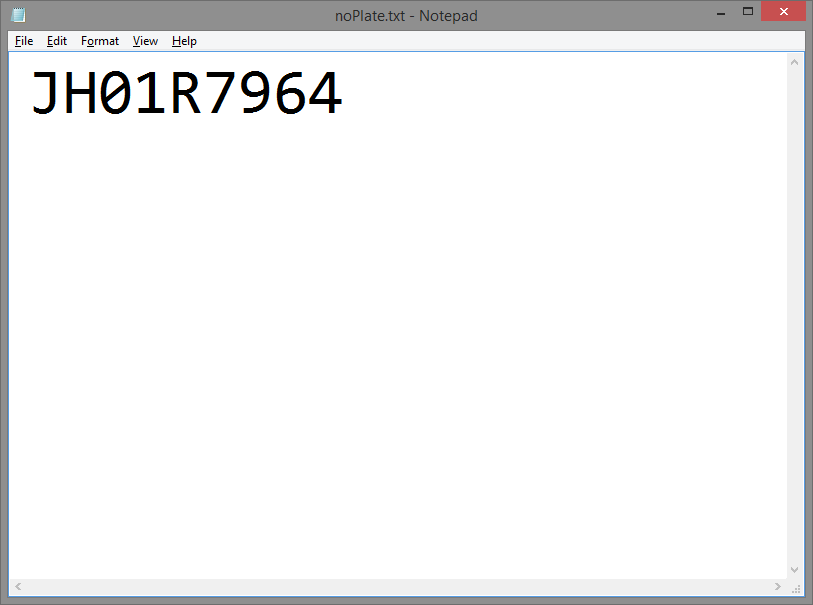 noPlate.txt - Notepad
File Edit Format View Help
JH01R7964